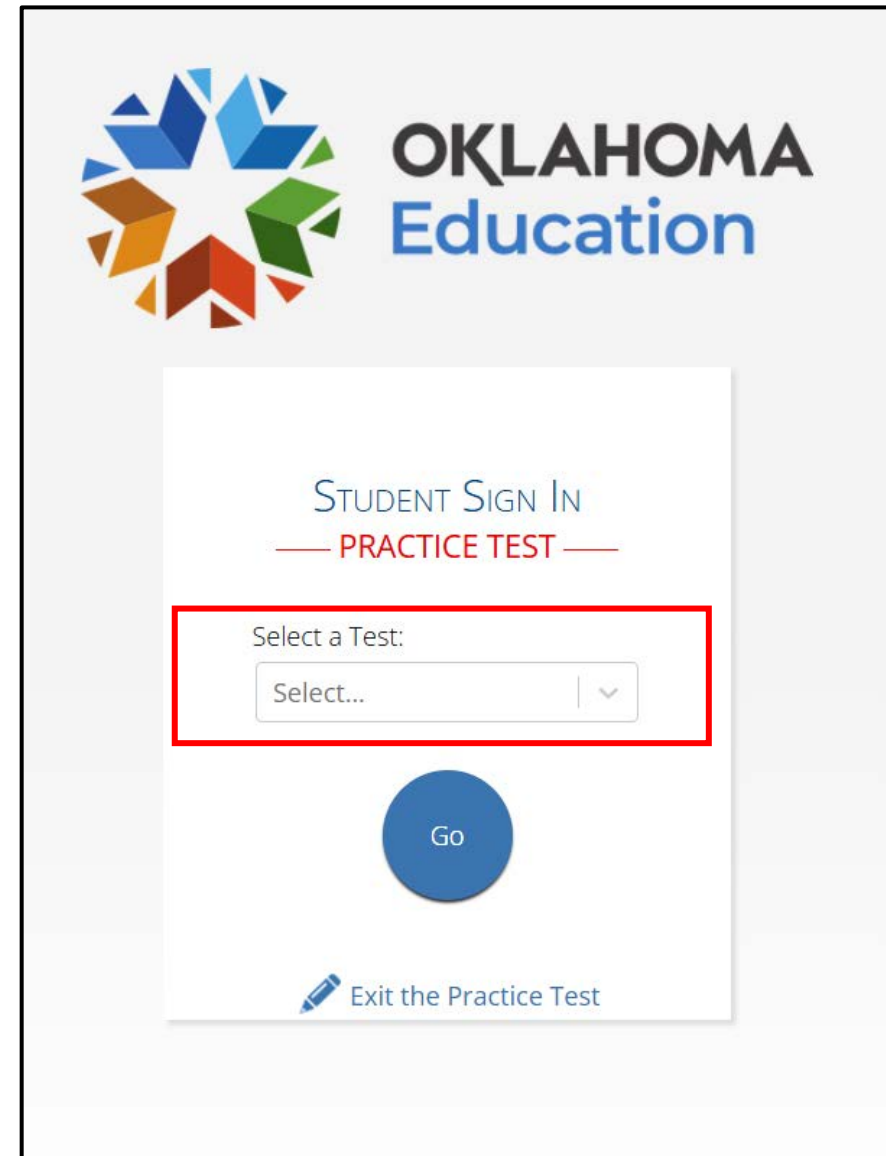 OKLAHOMA
Education
Student Sign In
PRACTICE TEST
Select a Test:
Select...
Go
Exit the Practice Test